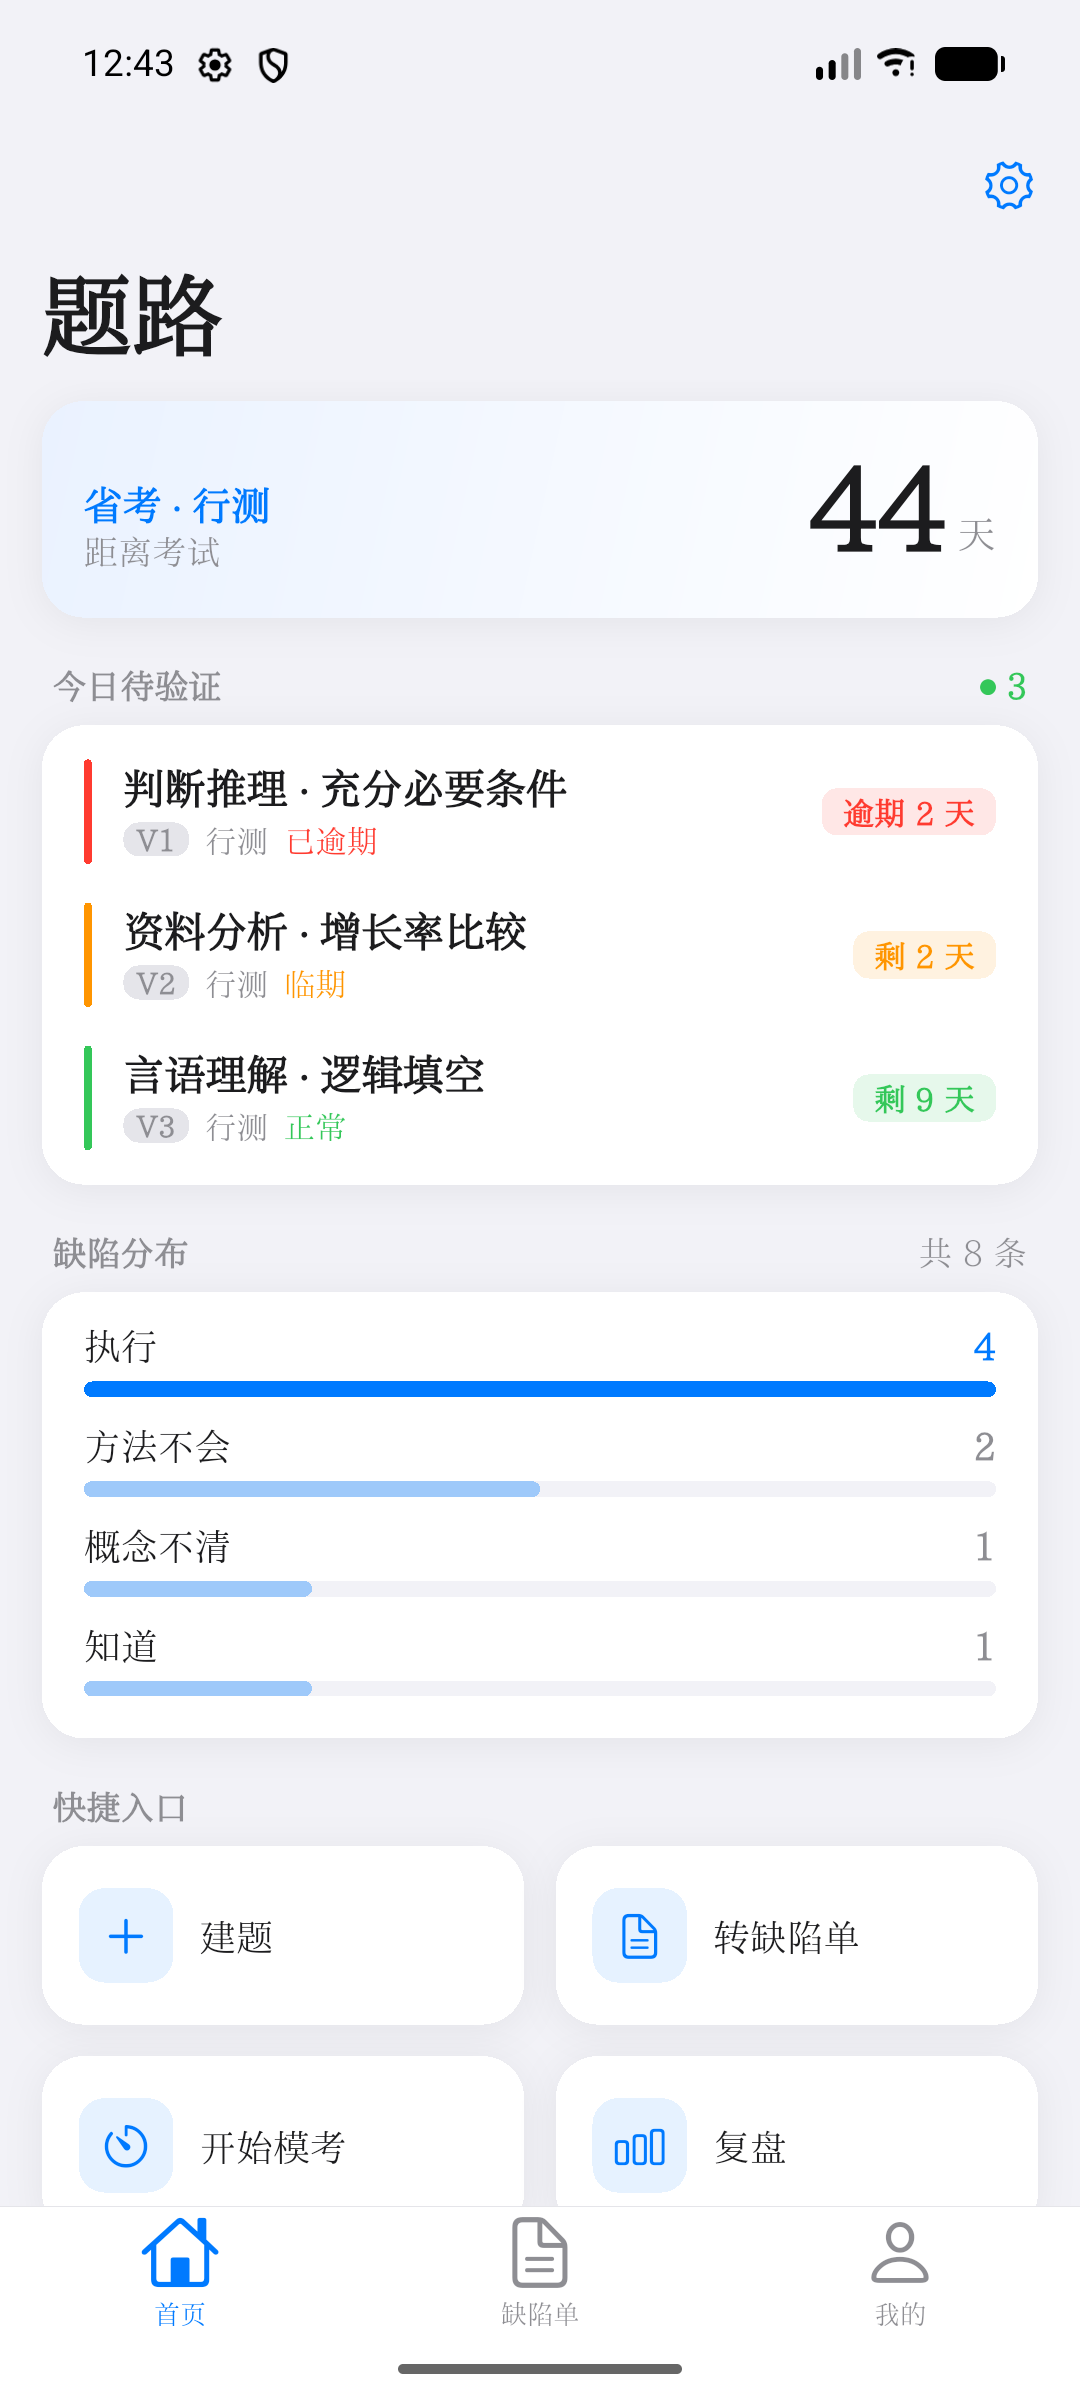 12:43
题路
省考 · 行测
距离考试
44 天
今日待验证
3
判断推理 · 充分必要条件
V1 行测 已逾期
逾期 2 天
资料分析 · 增长率比较
V2 行测 临期
剩 2 天
言语理解 · 逻辑填空
V3 行测 正常
剩 9 天
缺陷分布
共 8 条
执行 4
方法不会 2
概念不清 1
知道 1
快捷入口
建题
转缺陷单
开始模考
复盘
首页
缺陷单
我的